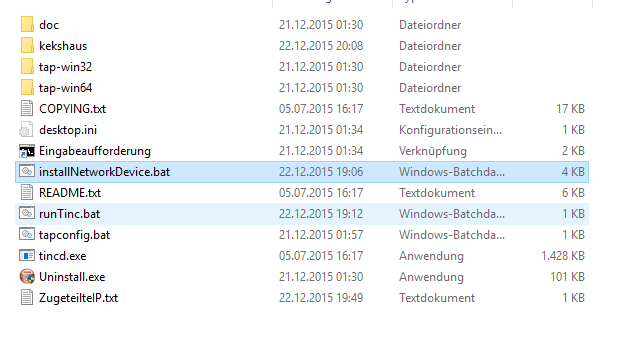 doc 21.12.2015 01:30 Dateiordner
kekshaus 22.12.2015 20:08 Dateiordner
tap-win32 21.12.2015 01:30 Dateiordner
tap-win64 21.12.2015 01:30 Dateiordner
COPYING.txt 05.07.2015 16:17 Textdokument 17 KB
desktop.ini 21.12.2015 01:34 Konfigurationsein... 1 KB
Eingabeaufforderung 21.12.2015 01:34 Verknüpfung 2 KB
installNetworkDevice.bat 22.12.2015 19:06 Windows-Batchda... 4 KB
README.txt 05.07.2015 16:17 Textdokument 6 KB
runTinc.bat 22.12.2015 19:12 Windows-Batchda... 1 KB
tapconfig.bat 21.12.2015 01:57 Windows-Batchda... 1 KB
tincd.exe 05.07.2015 16:17 Anwendung 1.428 KB
Uninstall.exe 21.12.2015 01:30 Anwendung 101 KB
ZugeteilteIP.txt 22.12.2015 19:49 Textdokument 1 KB